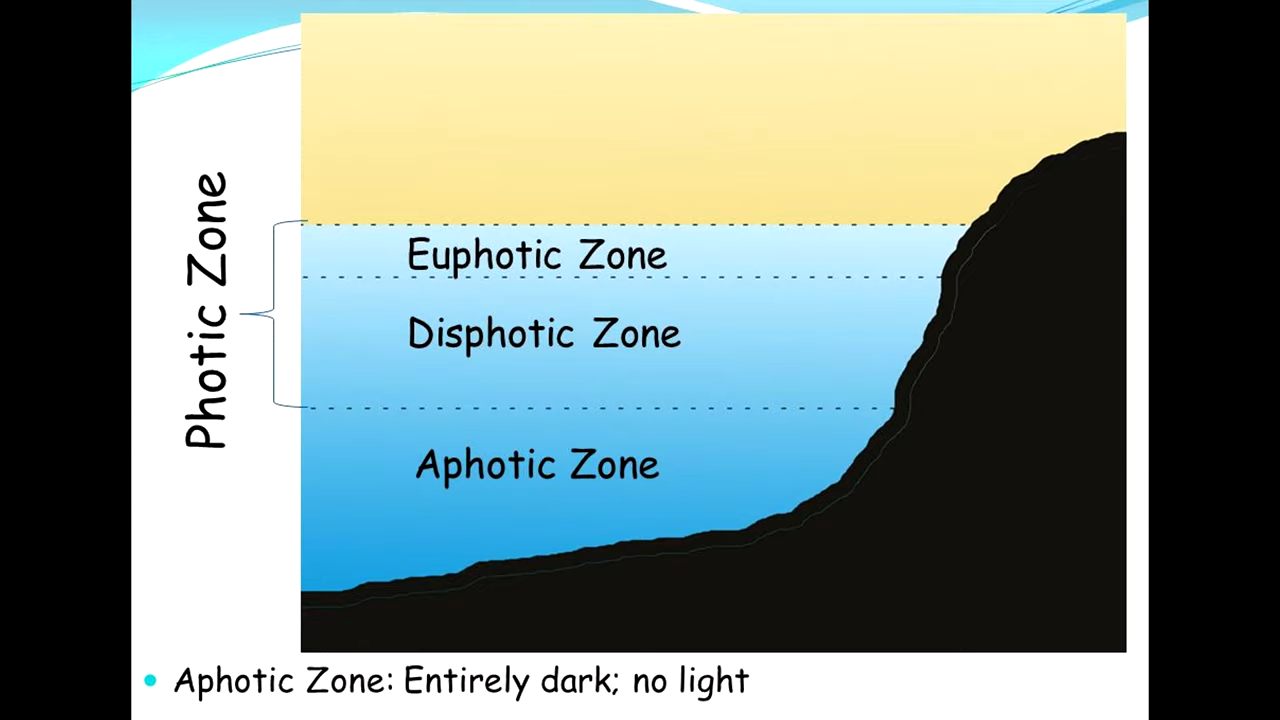 Photic Zone
Euphotic Zone
Disphotic Zone
Aphotic Zone
Aphotic Zone: Entirely dark; no light